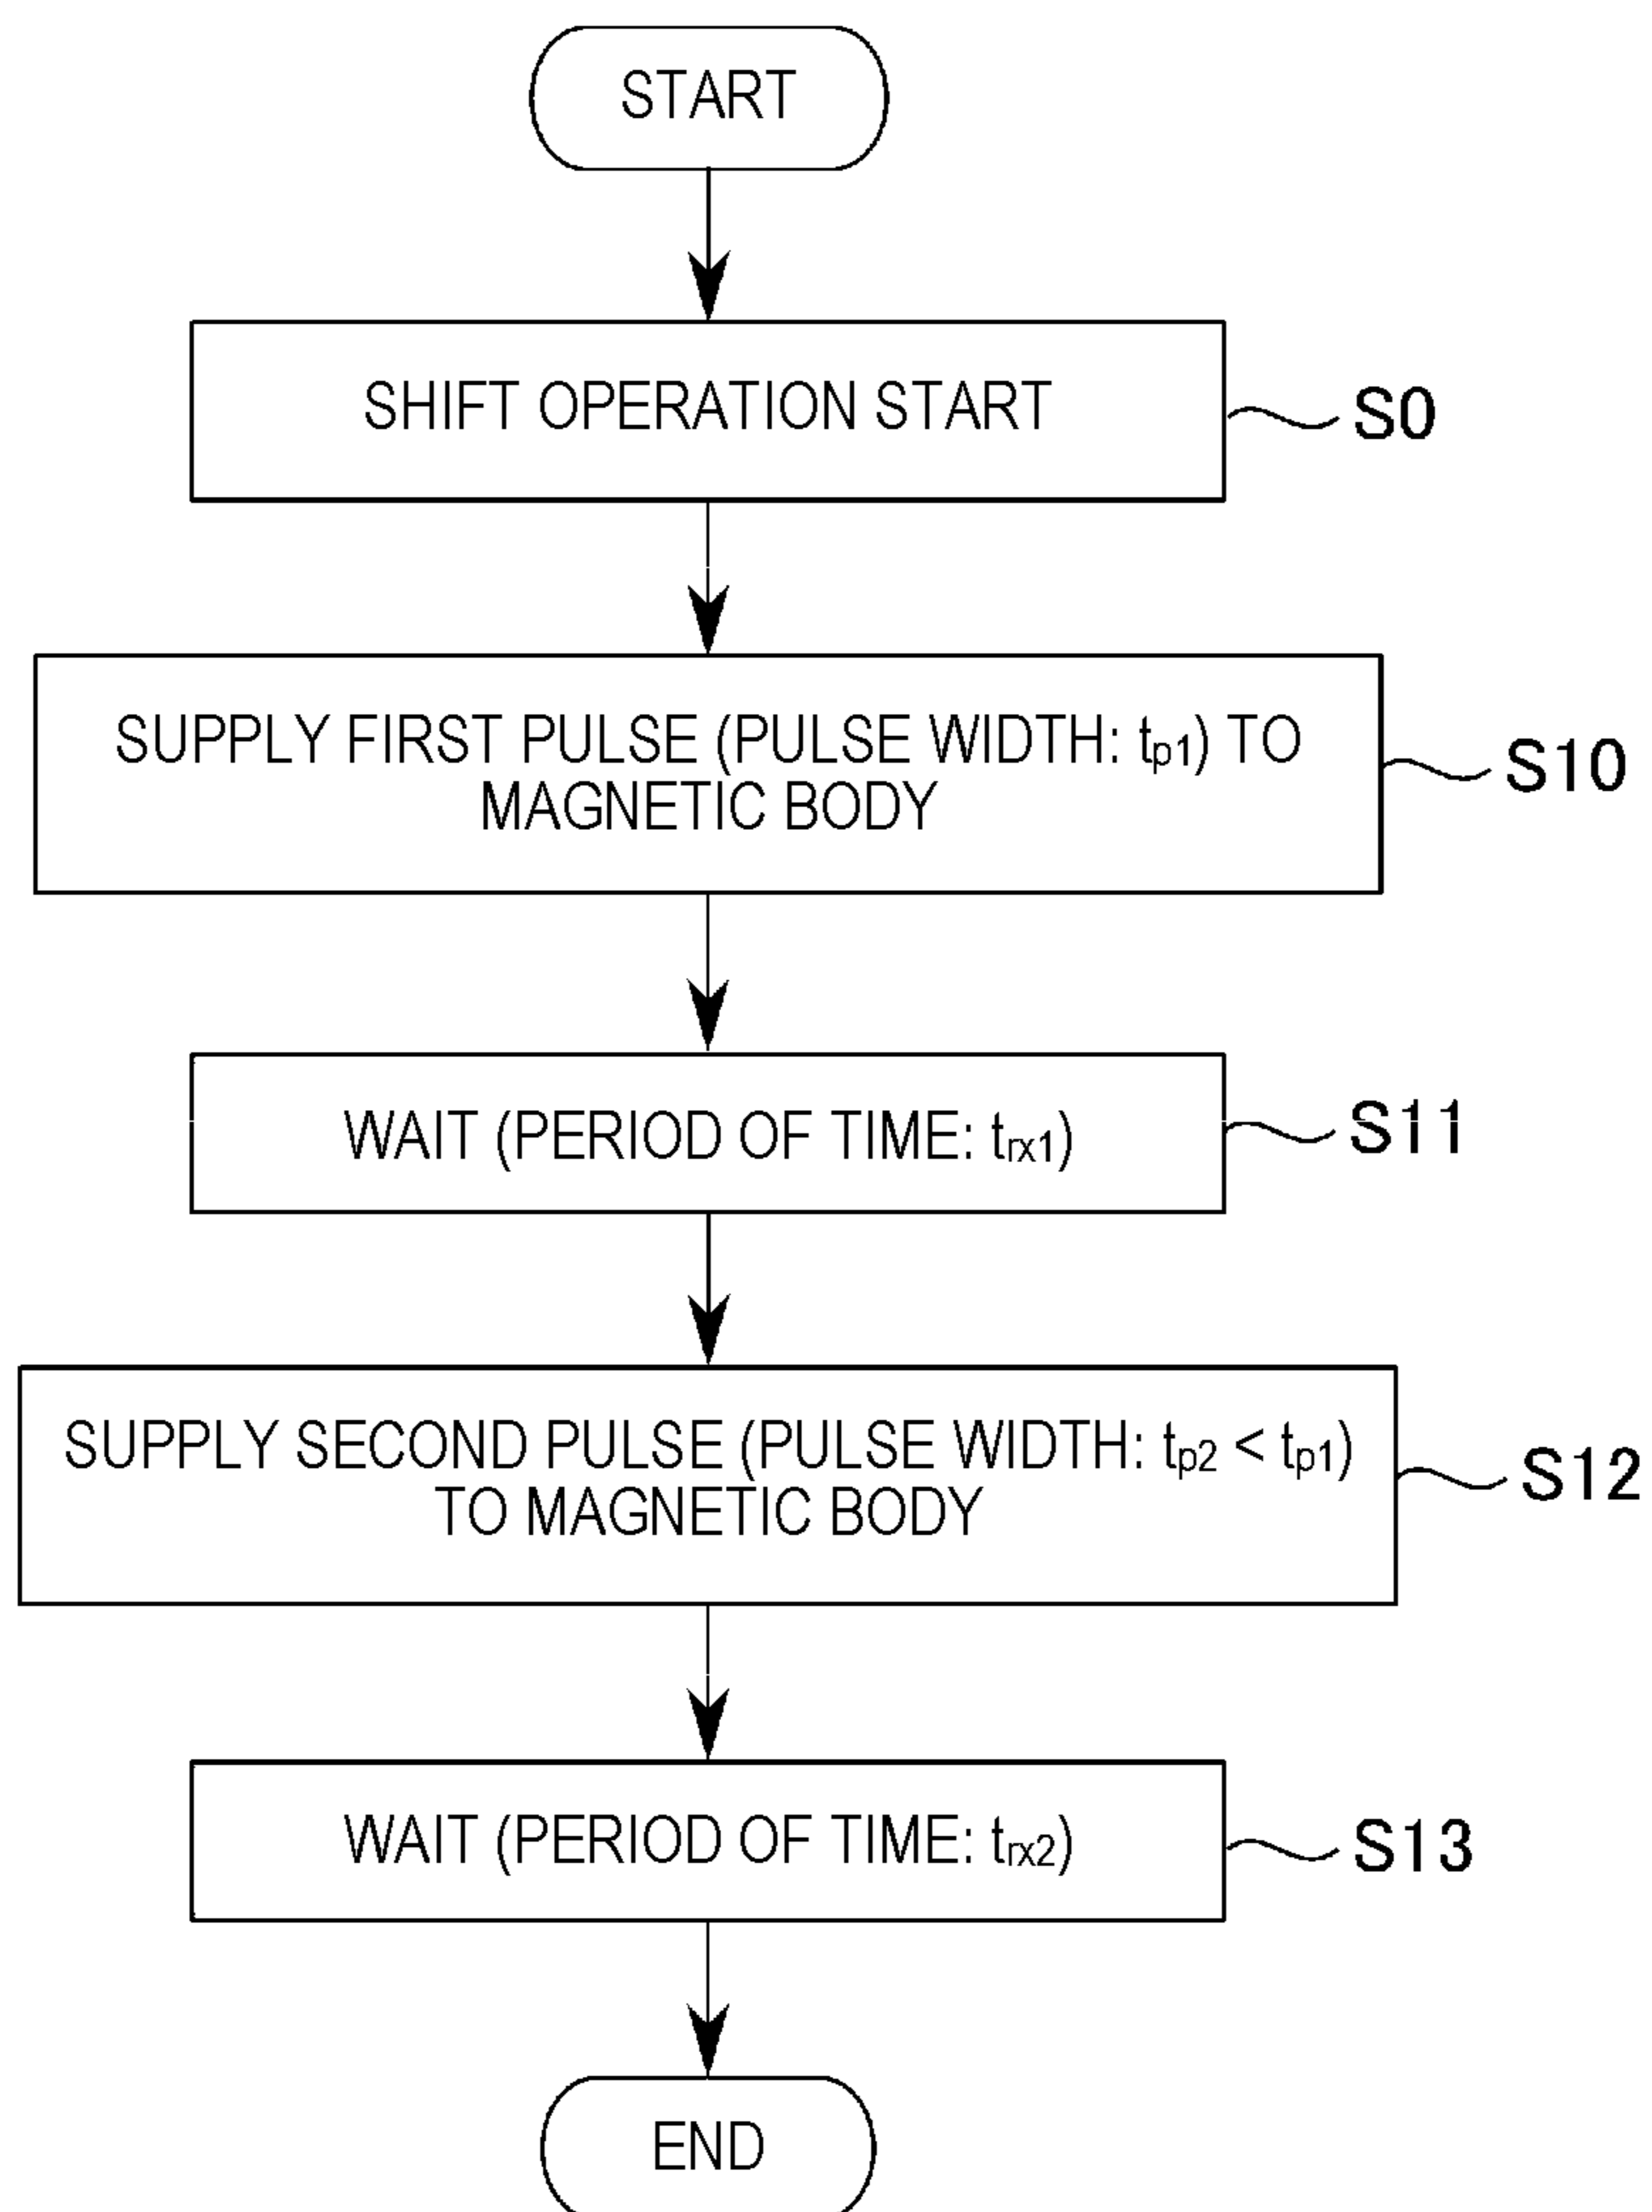 START
SHIFT OPERATION START
S0
SUPPLY FIRST PULSE (PULSE WIDTH: tp1) TO
MAGNETIC BODY
S10
WAIT (PERIOD OF TIME: trx1)
S11
SUPPLY SECOND PULSE (PULSE WIDTH: tp2 < tp1)
TO MAGNETIC BODY
S12
WAIT (PERIOD OF TIME: trx2)
S13
END